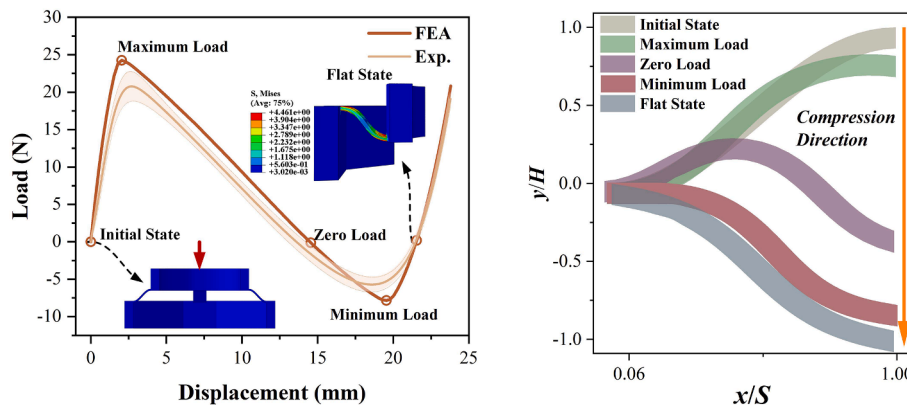 30
25
20
15
10
5
0
-5
-10
Load (N)
Maximum Load
FEA
Exp.
Flat State
S, Mises
(Avg: 75%)
+4.461e+00
+3.904e+00
+3.347e+00
+2.789e+00
+2.232e+00
+1.675e+00
+1.118e+00
+5.603e-01
+3.020e-03
Initial State
Zero Load
Minimum Load
0
5
10
15
20
25
Displacement (mm)
1.0
0.5
0.0
-0.5
-1.0
y/H
Initial State
Maximum Load
Zero Load
Minimum Load
Flat State
Compression
Direction
0.06
1.00
x/S